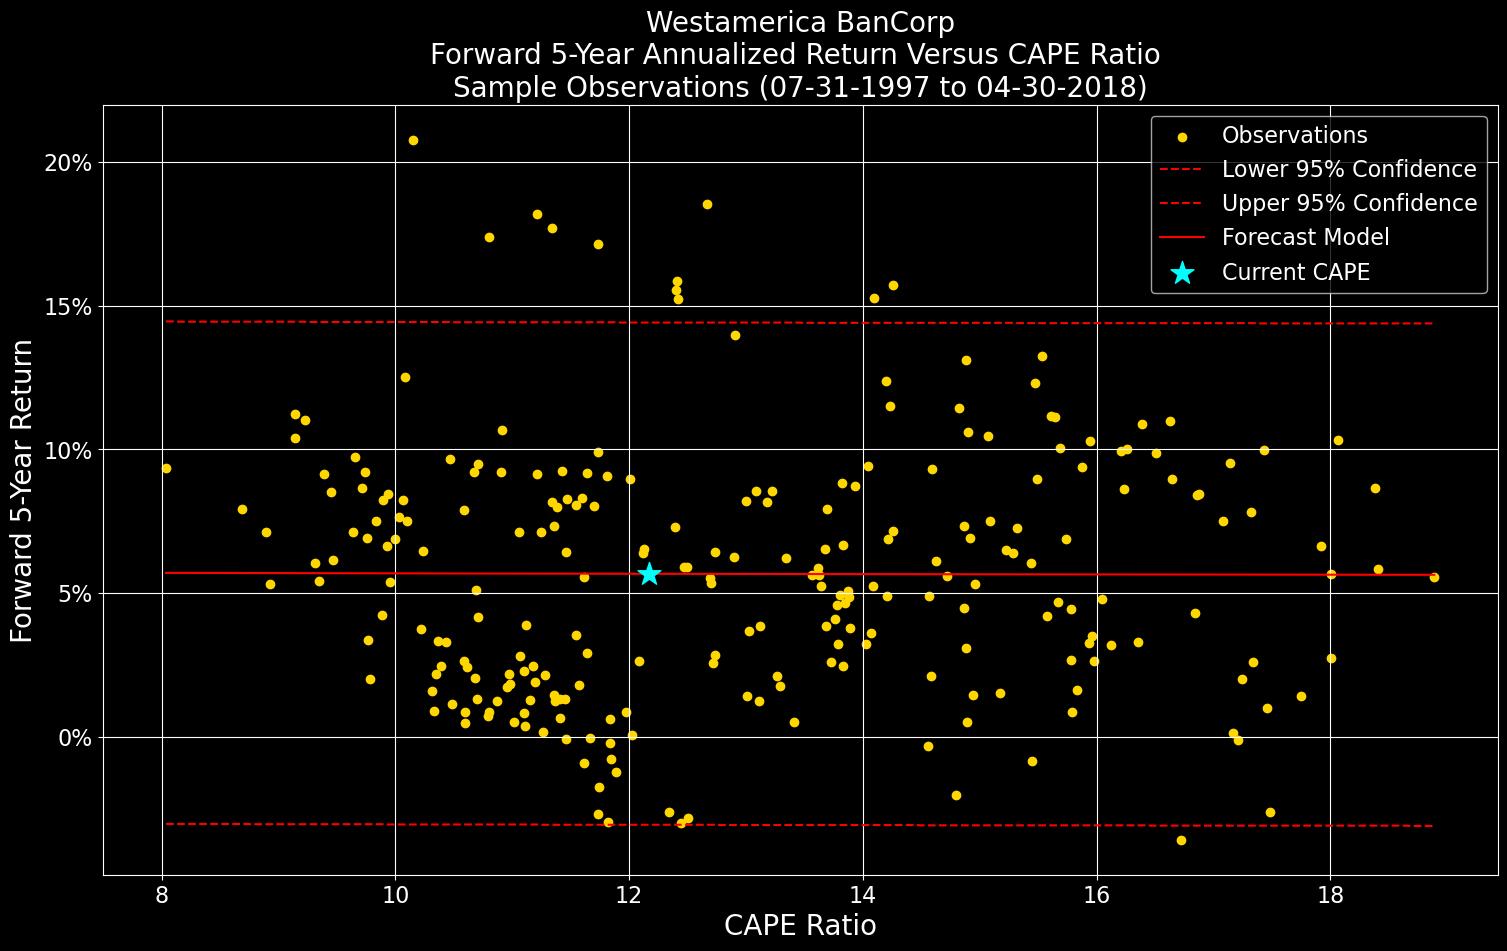 Westamerica BanCorp
Forward 5-Year Annualized Return Versus CAPE Ratio
Sample Observations (07-31-1997 to 04-30-2018)
Observations
Lower 95% Confidence
Upper 95% Confidence
Forecast Model
Current CAPE
Forward 5-Year Return
20%
15%
10%
5%
0%
8 10 12 14 16 18
CAPE Ratio